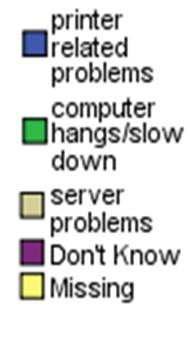 printer
related
problems
computer
hangs/slow
down
server
problems
Don't Know
Missing